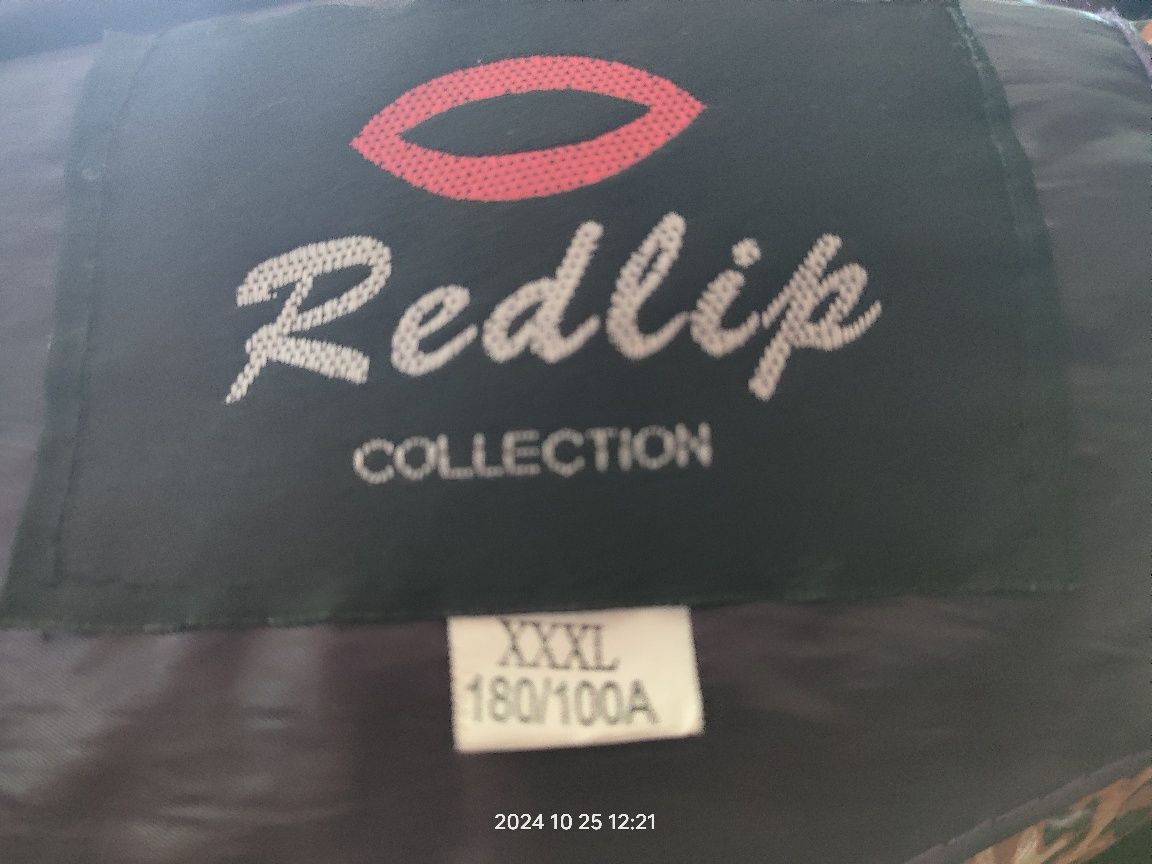 Redlip
COLLECTION
XXXL
180/100A
2024 10 25 12:21